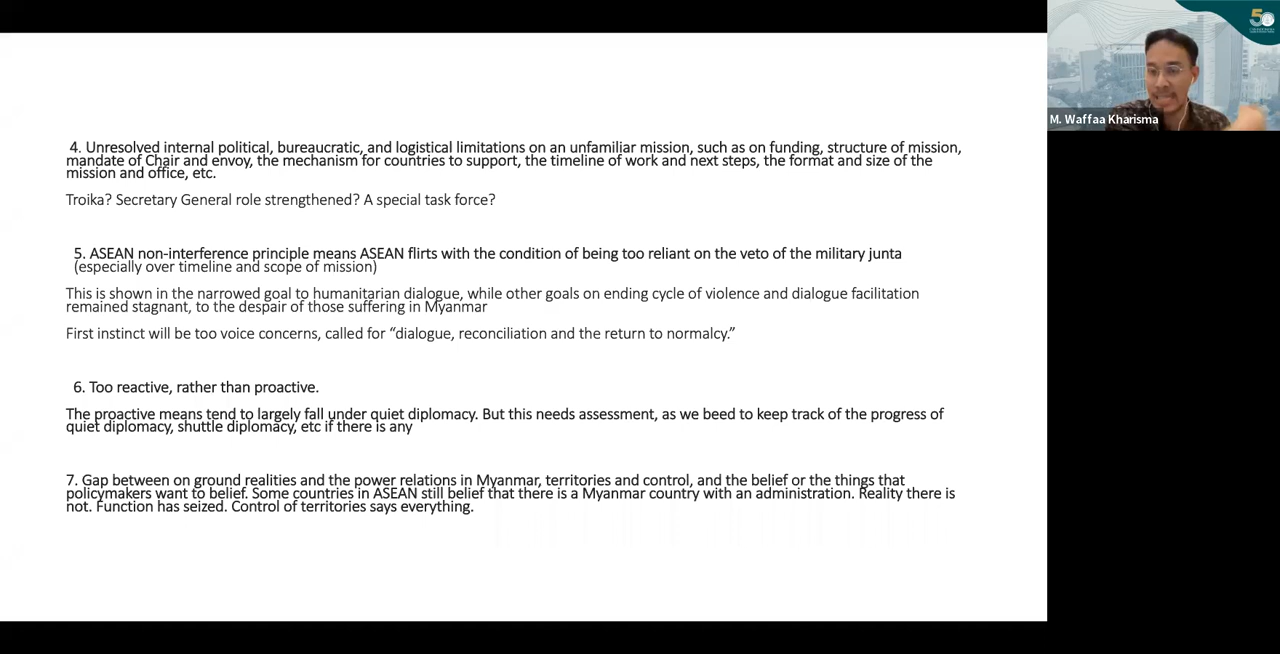 4. Unresolved internal political, bureaucratic, and logistical limitations on an unfamiliar mission, such as on funding, structure of mission,
mandate of Chair and envoy, the mechanism for countries to support, the timeline of work and next steps, the format and size of the
mission and office, etc.
Troika? Secretary General role strengthened? A special task force?
5. ASEAN non-interference principle means ASEAN flirts with the condition of being too reliant on the veto of the military junta
(especially over timeline and scope of mission)
This is shown in the narrowed goal to humanitarian dialogue, while other goals on ending cycle of violence and dialogue facilitation
remained stagnant, to the despair of those suffering in Myanmar
First instinct will be too voice concerns, called for “dialogue, reconciliation and the return to normalcy.”
6. Too reactive, rather than proactive.
The proactive means tend to largely fall under quiet diplomacy. But this needs assessment, as we beed to keep track of the progress of
quiet diplomacy, shuttle diplomacy, etc if there is any
7. Gap between on ground realities and the power relations in Myanmar, territories and control, and the belief or the things that
policymakers want to belief. Some countries in ASEAN still belief that there is a Myanmar country with an administration. Reality there is
not. Function has seized. Control of territories says everything.
50
M. Waffaa Kharisma